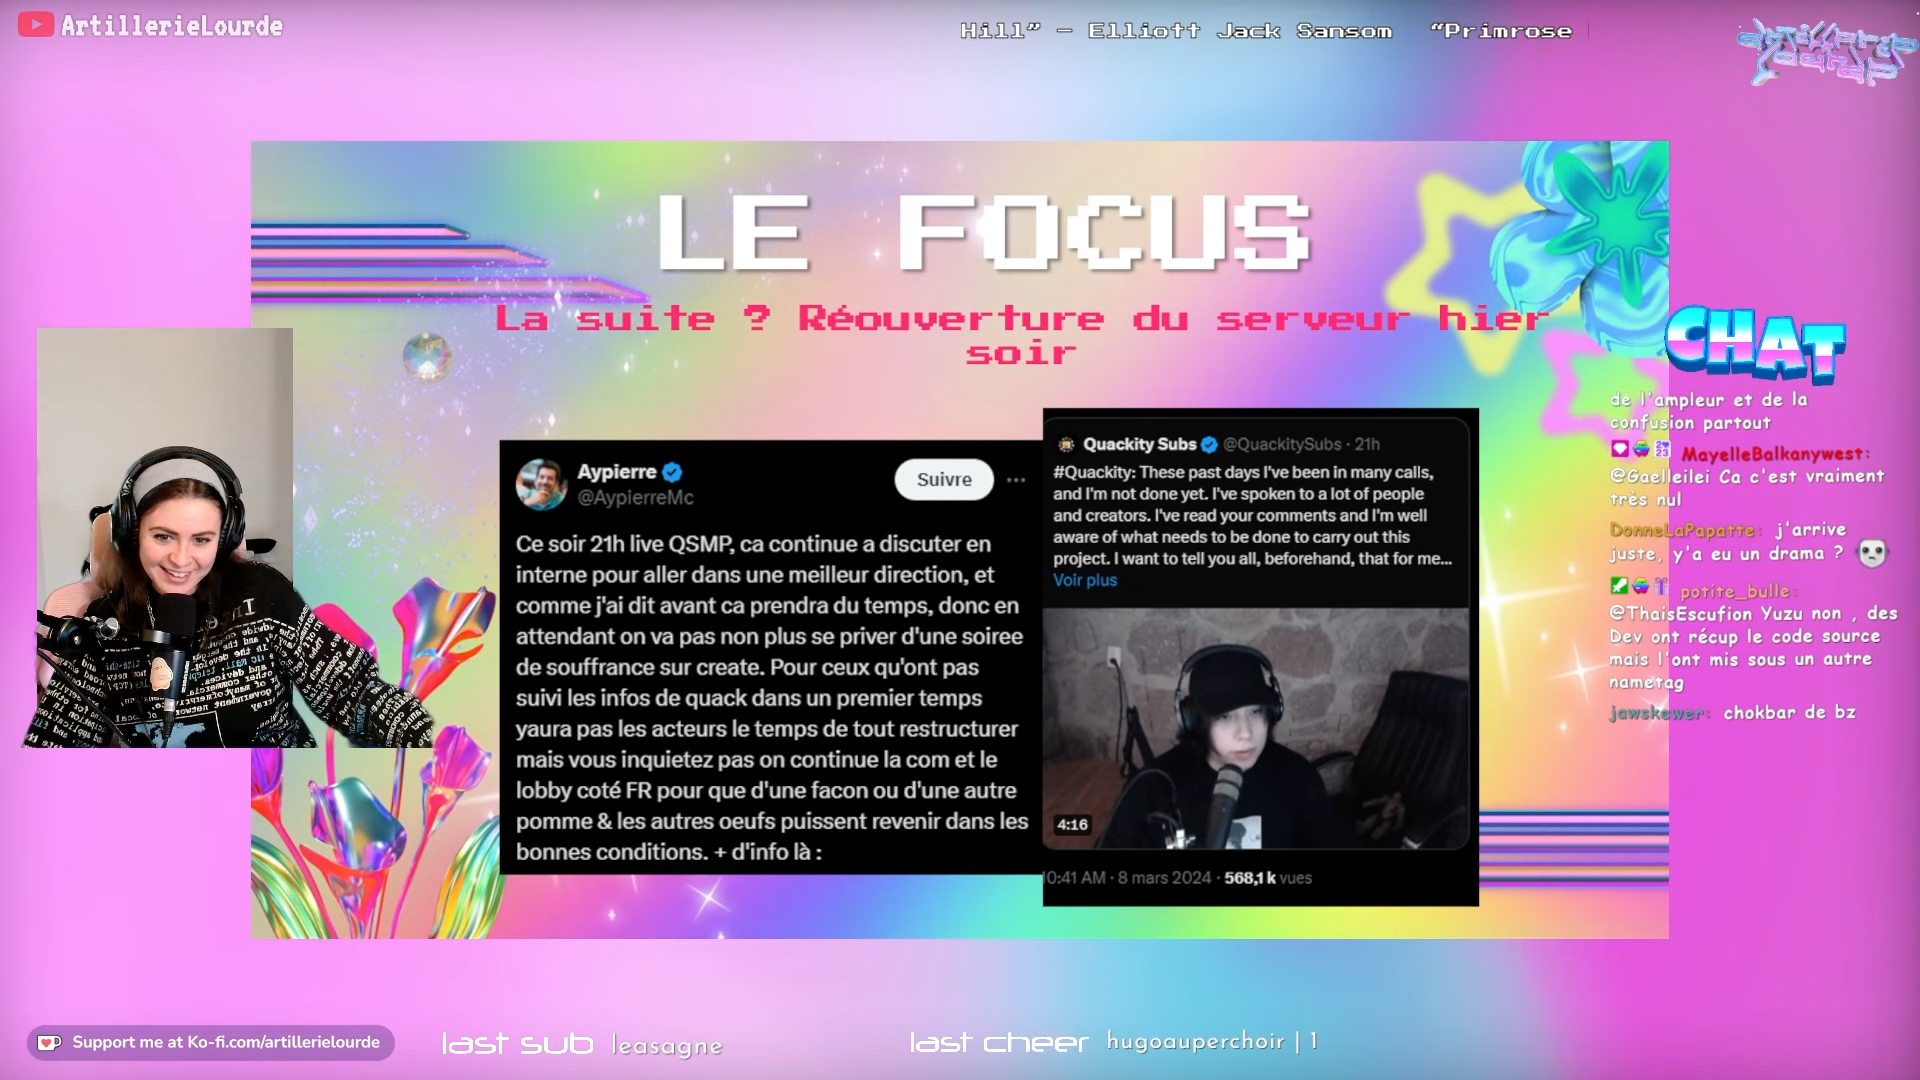 ArtillerieLourde
Hill” — Elliott Jack Sansom “Primrose
LE FOCUS
La suite ? Réouverture du serveur hier
soir
Aypierre
@AypierreMc
Suivre
Ce soir 21h live QSMP, ca continue a discuter en
interne pour aller dans une meilleur direction, et
comme j'ai dit avant ca prendra du temps, donc en
attendant on va pas non plus se priver d'une soiree
de souffrance sur create. Pour ceux qu'ont pas
suivi les infos de quack dans un premier temps
yaura pas les acteurs le temps de tout restructurer
mais vous inquietez pas on continue la com et le
lobby coté FR pour que d'une facon ou d'une autre
pomme & les autres oeufs puissent revenir dans les
bonnes conditions. + d'info là :
Quackity Subs @QuackitySubs · 21h
#Quackity: These past days I've been in many calls,
and I'm not done yet. I've spoken to a lot of people
and creators. I've read your comments and I'm well
aware of what needs to be done to carry out this
project. I want to tell you all, beforehand, that for me...
Voir plus
4:16
10:41 AM · 8 mars 2024 · 568,1 k vues
CHAT
de l'ampleur et de la
confusion partout
MayelleBalkanywest:
@Gaelleilei Ca c'est vraiment
très nul
DonneLaPapatte: j'arrive
juste, y'a eu un drama ?
potite_bulle:
@ThaisEscufion Yuzu non , des
Dev ont récup le code source
mais l'ont mis sous un autre
nametag
jawskewer: chokbar de bz
Support me at Ko-fi.com/artillerielourde
last sub leasagne
last cheer hugoauperchoir | 1